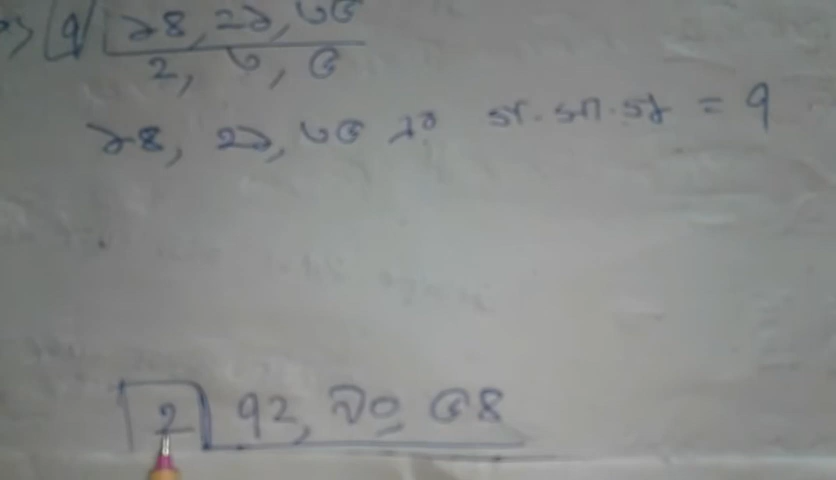 ৭) ১৪, ২১, ৩৫
২, ৩, ৫
১৪, ২১, ৩৫ এর গ.সা.গু = ৭
২) ৭২, ৯০, ৫৪